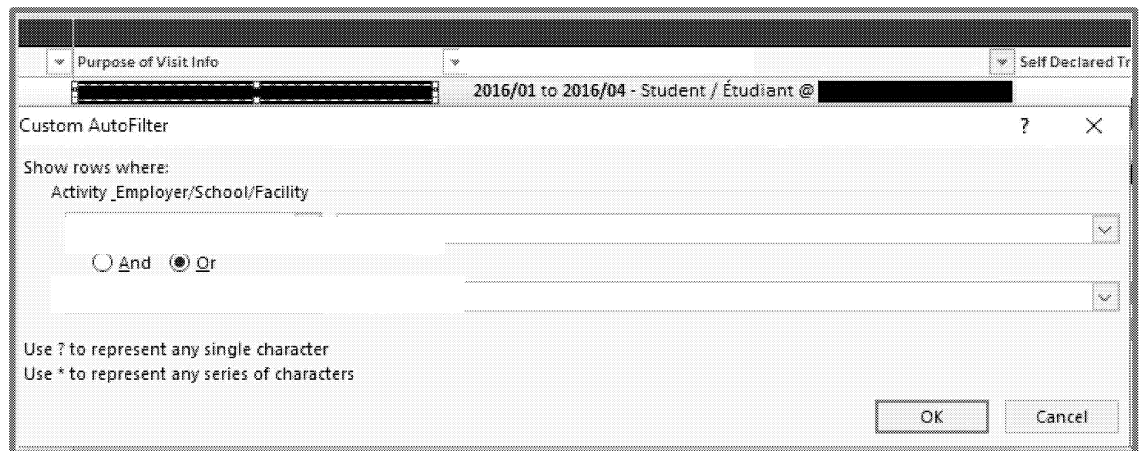 Purpose of Visit Info Self Declared Tr
2016/01 to 2016/04 - Student / Étudiant @
Custom AutoFilter ? ×
Show rows where:
Activity_Employer/School/Facility
And Or
Use ? to represent any single character
Use * to represent any series of characters
OK Cancel